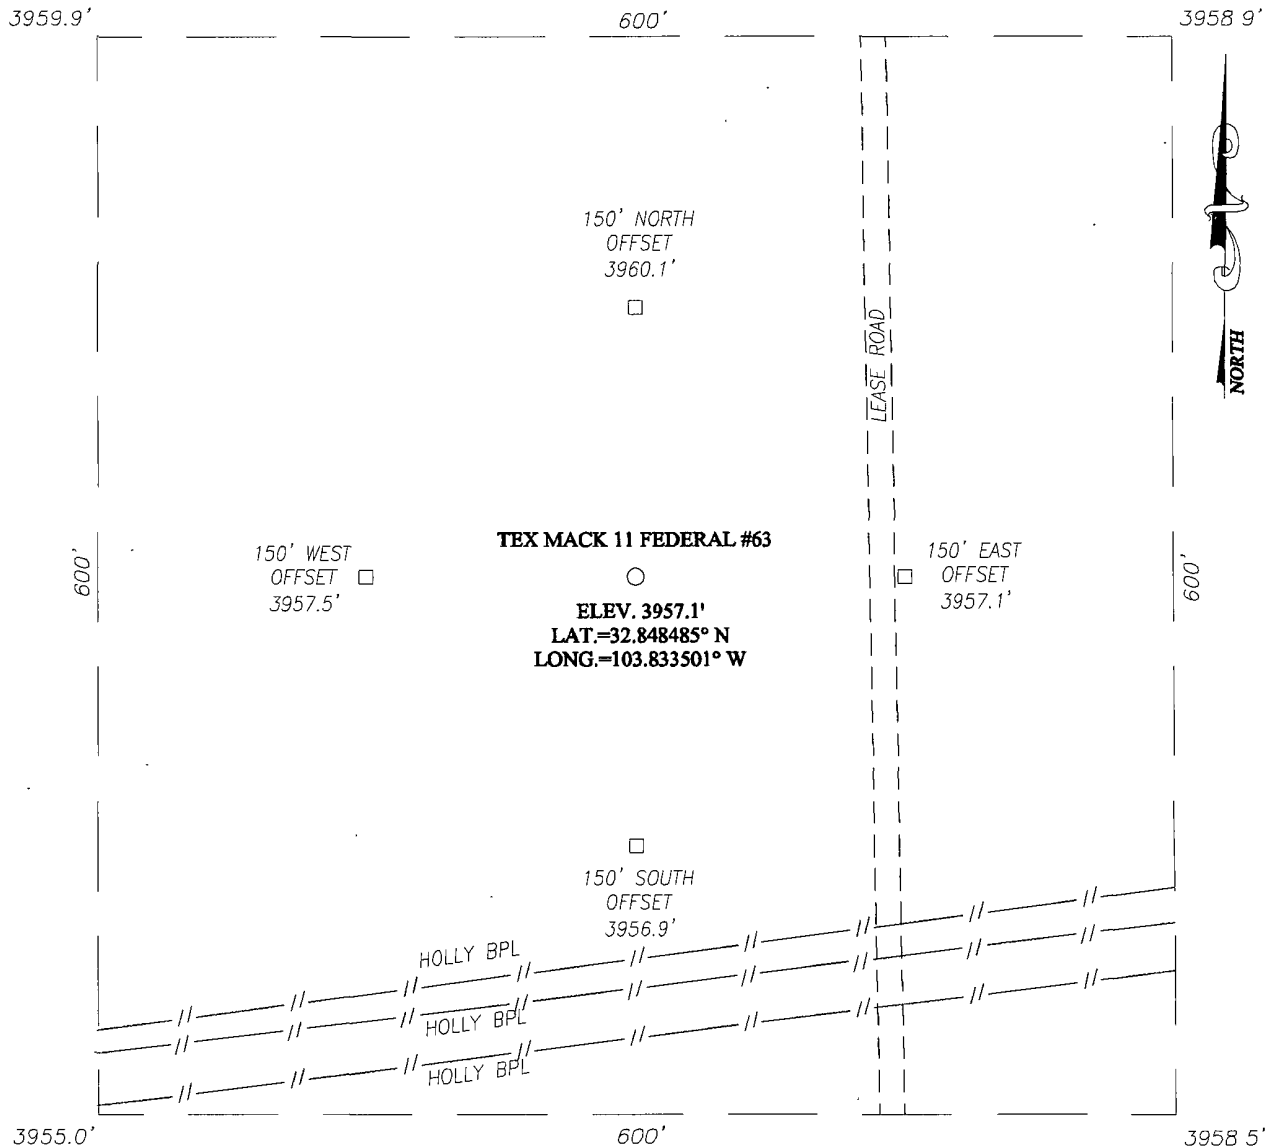 3959.9'
600'
3958 9'
150' NORTH
OFFSET
3960.1'
LEASE ROAD
NORTH
TEX MACK 11 FEDERAL #63
150' WEST
OFFSET
3957.5'
150' EAST
OFFSET
3957.1'
600'
600'
ELEV. 3957.1'
LAT.=32.848485° N
LONG.=103.833501° W
150' SOUTH
OFFSET
3956.9'
HOLLY BPL
HOLLY BPL
HOLLY BPL
3955.0'
600'
3958 5'